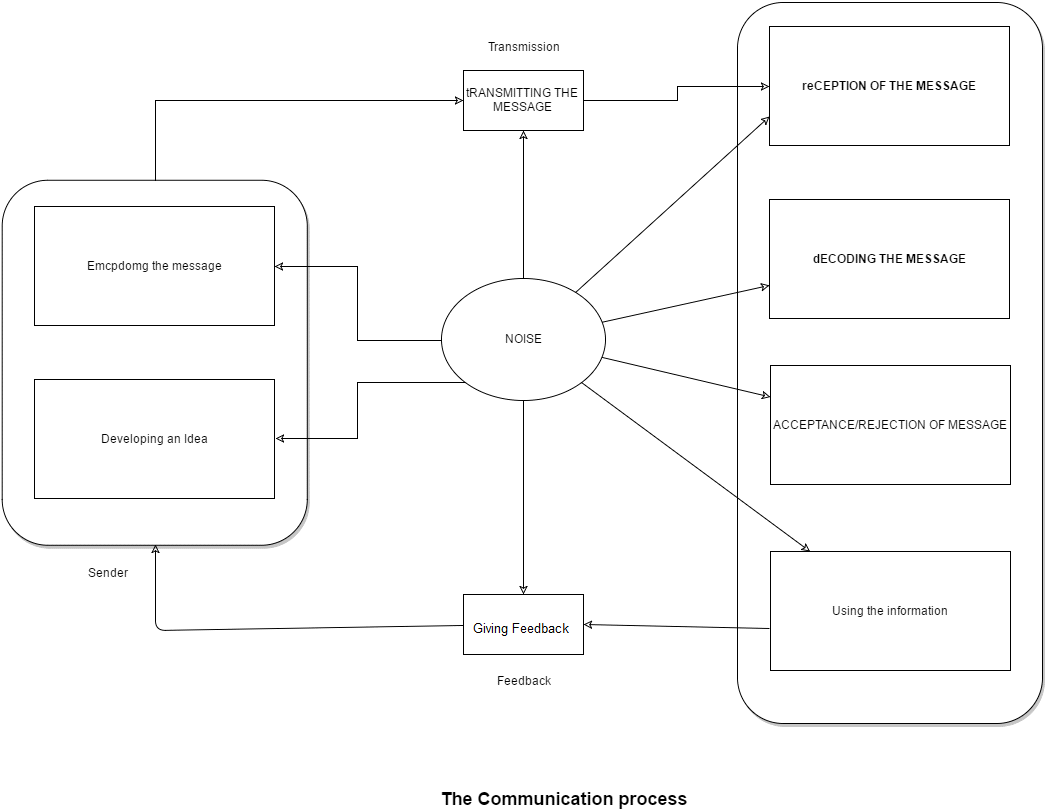 Transmission
tRANSMITTING THE
MESSAGE
reCEPTION OF THE MESSAGE
Emcpdomg the message
dECODING THE MESSAGE
NOISE
Developing an Idea
ACCEPTANCE/REJECTION OF MESSAGE
Sender
Giving Feedback
Using the information
Feedback
The Communication process